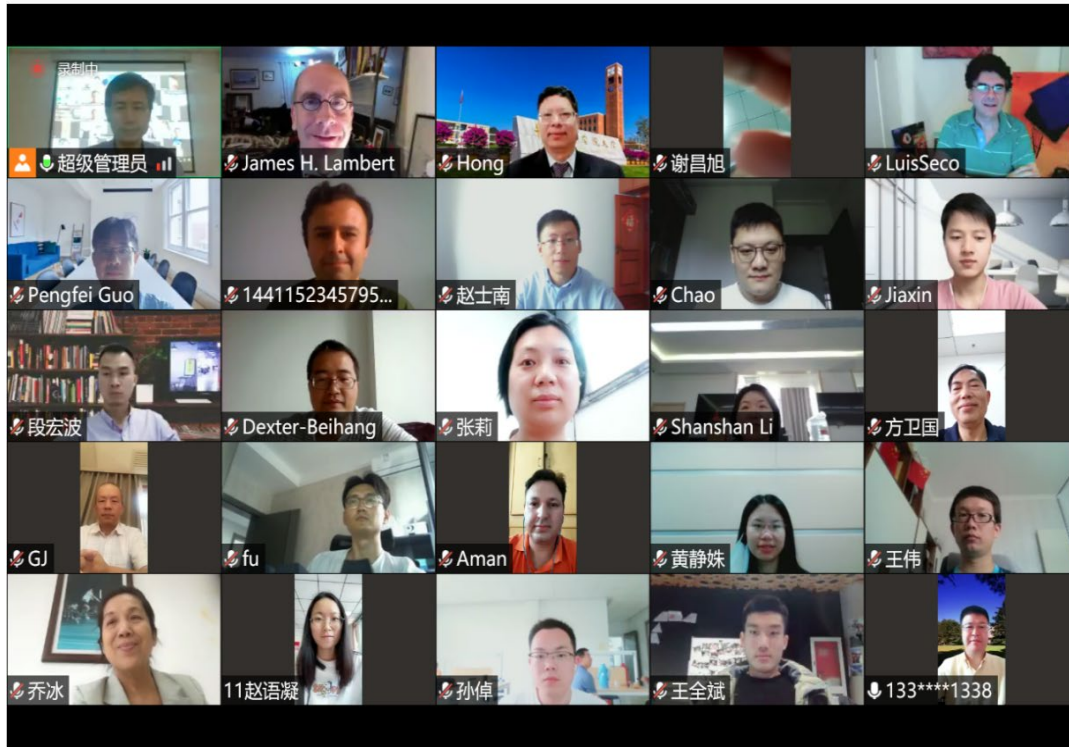 录制中
超级管理员
James H. Lambert
Hong
谢昌旭
LuisSeco
Pengfei Guo
1441152345795...
赵士南
Chao
Jiaxin
段宏波
Dexter-Beihang
张莉
Shanshan Li
方卫国
GJ
fu
Aman
黄静姝
王伟
乔冰
11赵语凝
孙倬
王全斌
133****1338